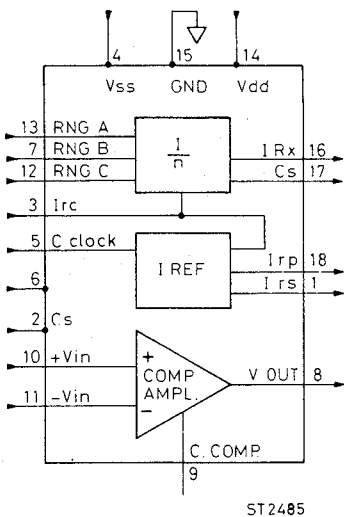 4 15 14
Vss GND Vdd
13 RNG A
7 RNG B
12 RNG C
I
n
I Rx 16
Cs 17
3 Irc
5 C clock
I REF
Irp 18
I rs 1
6
2 Cs
10 +Vin
11 -Vin
+
COMP
AMPL.
-
V OUT 8
C. COMP.
9
ST2485